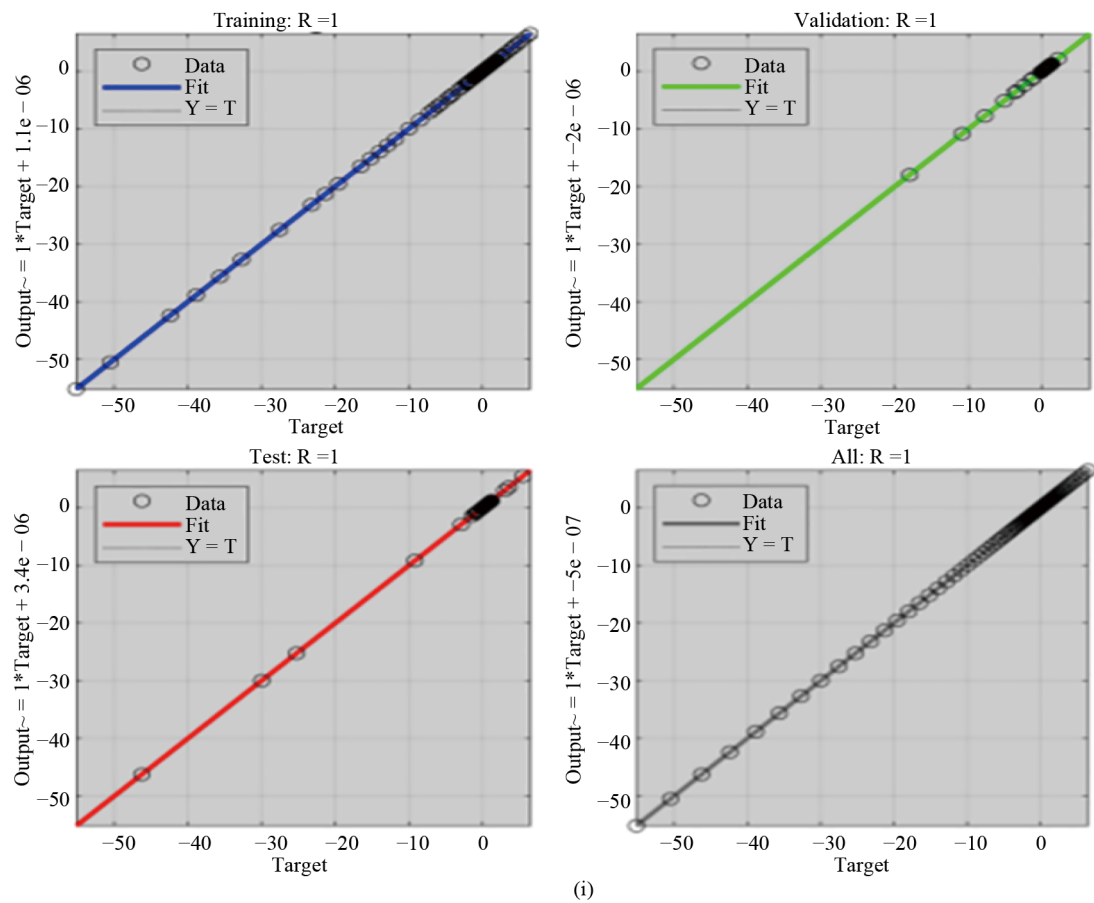 Training: R =1
Output~ = 1*Target + 1.1e − 06
Data
Fit
Y = T
0
−10
−20
−30
−40
−50
−50 −40 −30 −20 −10 0
Target
Validation: R =1
Output~ = 1*Target + −2e − 06
Data
Fit
Y = T
0
−10
−20
−30
−40
−50
−50 −40 −30 −20 −10 0
Target
Test: R =1
Output~ = 1*Target + 3.4e − 06
Data
Fit
Y = T
0
−10
−20
−30
−40
−50
−50 −40 −30 −20 −10 0
Target
All: R =1
Output~ = 1*Target + −5e − 07
Data
Fit
Y = T
0
−10
−20
−30
−40
−50
−50 −40 −30 −20 −10 0
Target
(i)